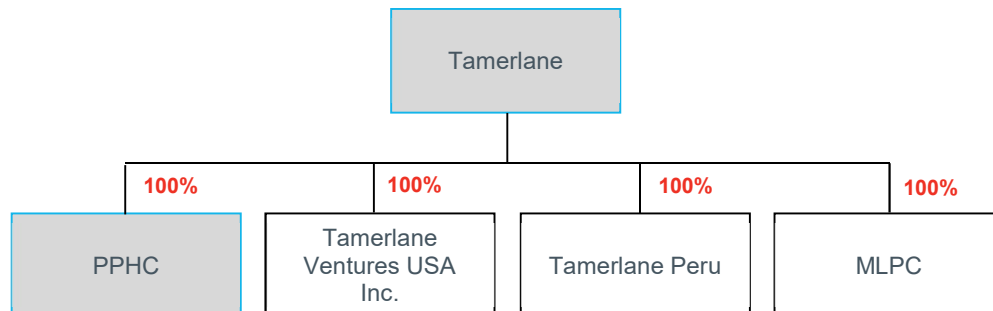 Tamerlane
100%
100%
100%
100%
PPHC
Tamerlane
Ventures USA
Inc.
Tamerlane Peru
MLPC